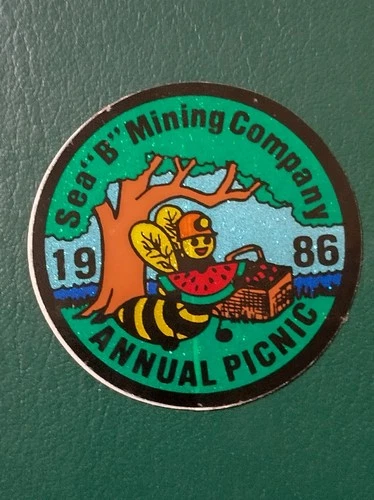 Sea "B" Mining Company
19 86
ANNUAL PICNIC